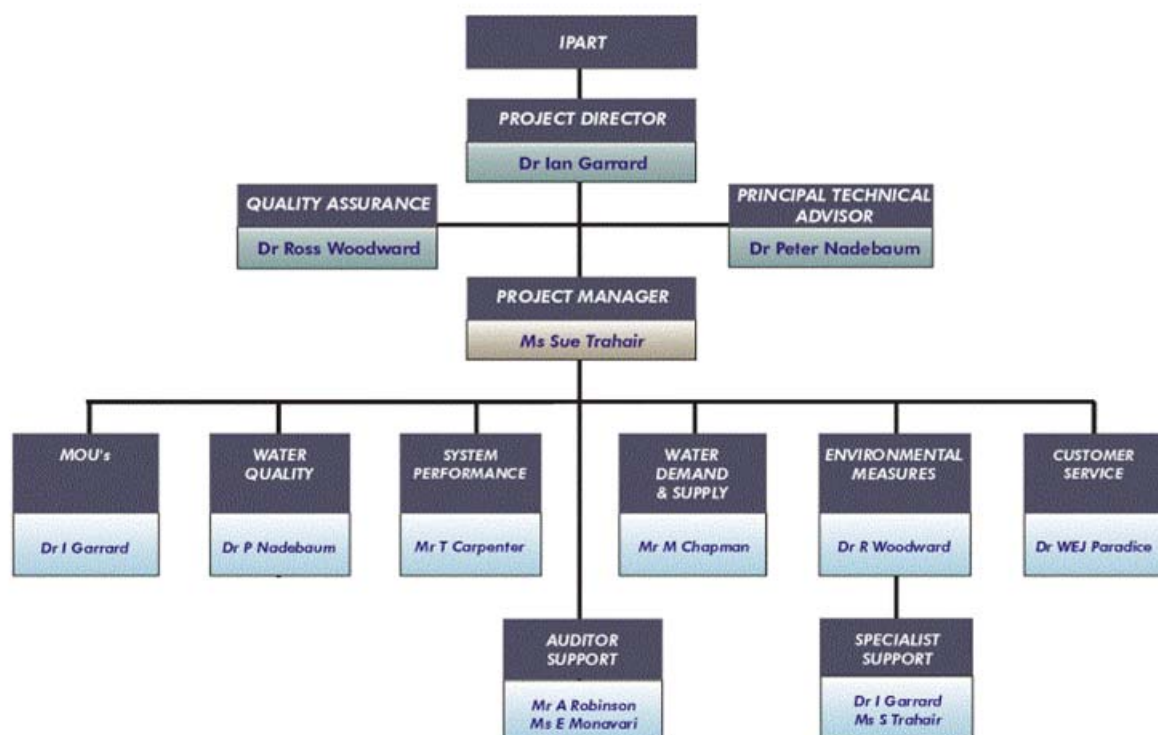 IPART
PROJECT DIRECTOR
Dr Ian Garrard
QUALITY ASSURANCE
Dr Ross Woodward
PRINCIPAL TECHNICAL
ADVISOR
Dr Peter Nadebaum
PROJECT MANAGER
Ms Sue Trahair
MOU's
Dr I Garrard
WATER
QUALITY
Dr P Nadebaum
SYSTEM
PERFORMANCE
Mr T Carpenter
WATER
DEMAND
& SUPPLY
Mr M Chapman
ENVIRONMENTAL
MEASURES
Dr R Woodward
CUSTOMER
SERVICE
Dr WEJ Paradice
AUDITOR
SUPPORT
Mr A Robinson
Ms E Monavari
SPECIALIST
SUPPORT
Dr I Garrard
Ms S Trahair